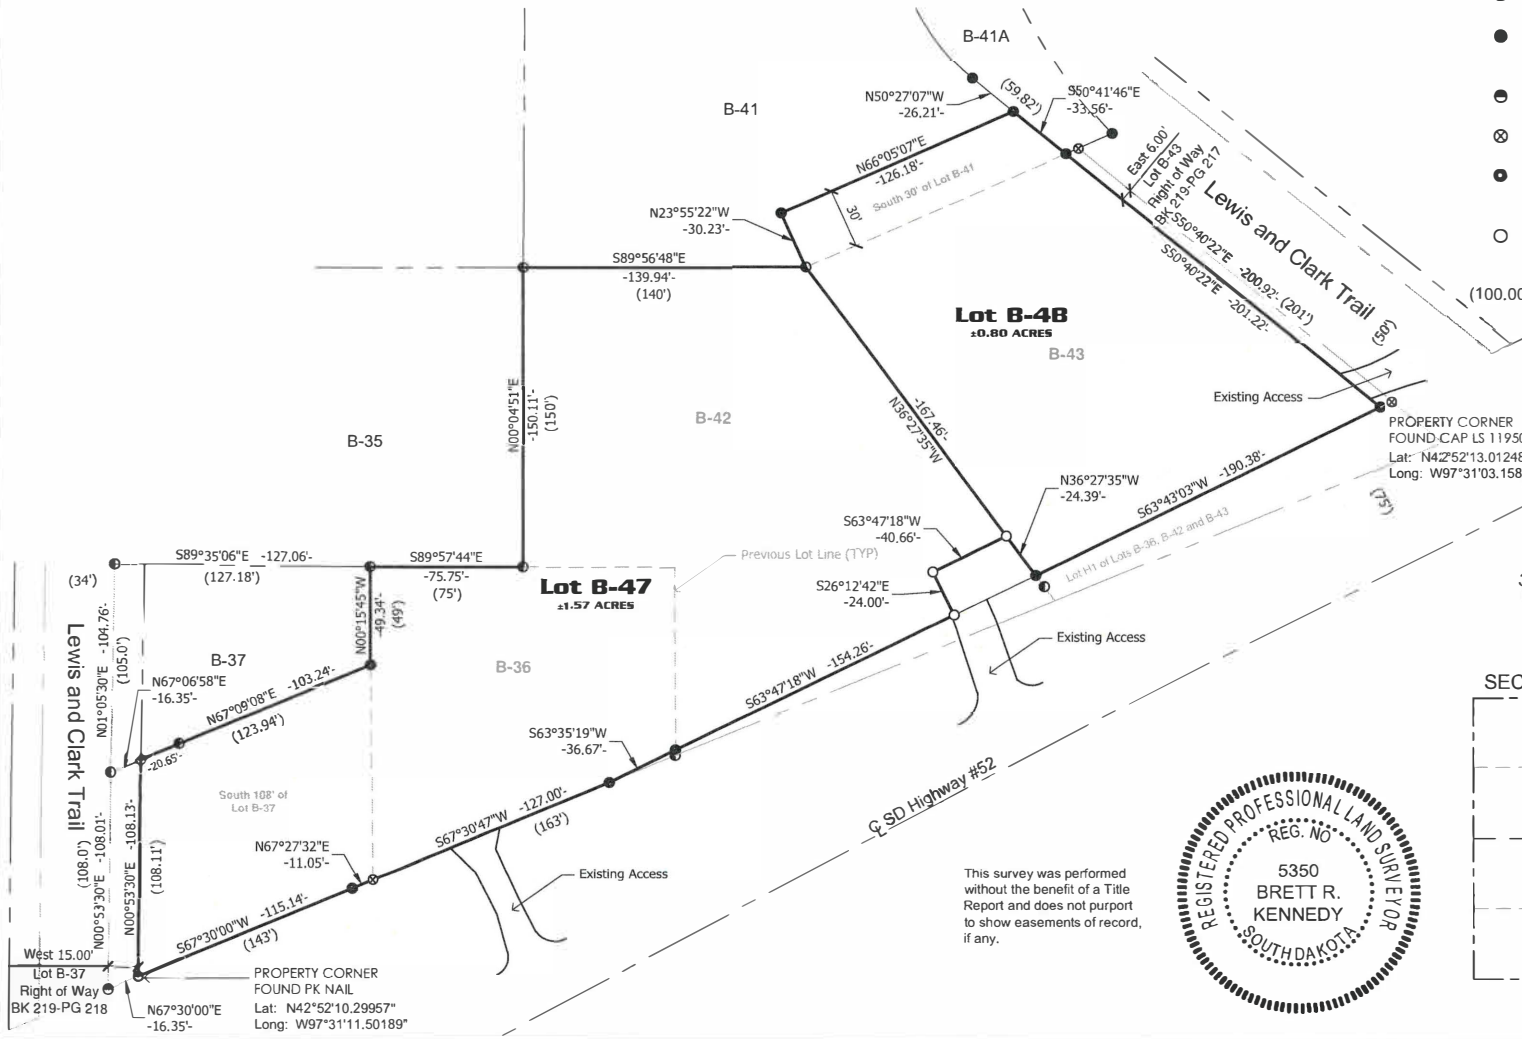 B-41A
B-41
N50°27'07"W
-26.21'-
(59.82')
S50°41'46"E
-33.56'-
N66°05'07"E
-126.18'-
South 30' of Lot B-41
30'
N23°55'22"W
-30.23'-
East 6.00'
Lot B-43
Right of Way
BK 219-PG 217
Lewis and Clark Trail
S50°40'22"E -200.92'- (201')
S50°40'22"E -201.22'-
(50')
(100.00
S89°56'48"E
-139.94'-
(140')
Lot B-48
±0.80 ACRES
B-43
Existing Access
PROPERTY CORNER
FOUND CAP LS 11950
Lat: N42°52'13.01248
Long: W97°31'03.158
N00°04'51"E
-150.11'-
(150')
B-35
B-42
-167.46'-
N36°27'35"W
N36°27'35"W
-24.39'-
S63°43'03"W -190.38'-
(75')
S63°47'18"W
-40.66'-
Lot H1 of Lots B-36, B-42 and B-43
Previous Lot Line (TYP)
S26°12'42"E
-24.00'-
S89°35'06"E -127.06'-
(127.18')
S89°57'44"E
-75.75'-
(75')
(34')
Lot B-47
±1.57 ACRES
N00°15'45"W
-49.34'-
(49')
Existing Access
N01°05'30"E -104.76'-
(105.0')
B-37
B-36
N67°06'58"E
-16.35'-
N67°09'08"E -103.24'-
(123.94')
-20.65'-
S63°47'18"W -154.26'-
S63°35'19"W
-36.67'-
Lewis and Clark Trail
SEC
South 108' of
Lot B-37
S67°30'47"W -127.00'-
(163')
℄ SD Highway #52
(108.0')
N00°53'30"E -108.01'-
N00°53'30"E -108.13'-
(108.11')
N67°27'32"E
-11.05'-
Existing Access
S67°30'00"W -115.14'-
(143')
This survey was performed
without the benefit of a Title
Report and does not purport
to show easements of record,
if any.
REGISTERED PROFESSIONAL LAND SURVEYOR
REG. NO
5350
BRETT R.
KENNEDY
SOUTH DAKOTA
West 15.00'
Lot B-37
Right of Way
BK 219-PG 218
N67°30'00"E
-16.35'-
PROPERTY CORNER
FOUND PK NAIL
Lat: N42°52'10.29957"
Long: W97°31'11.50189"